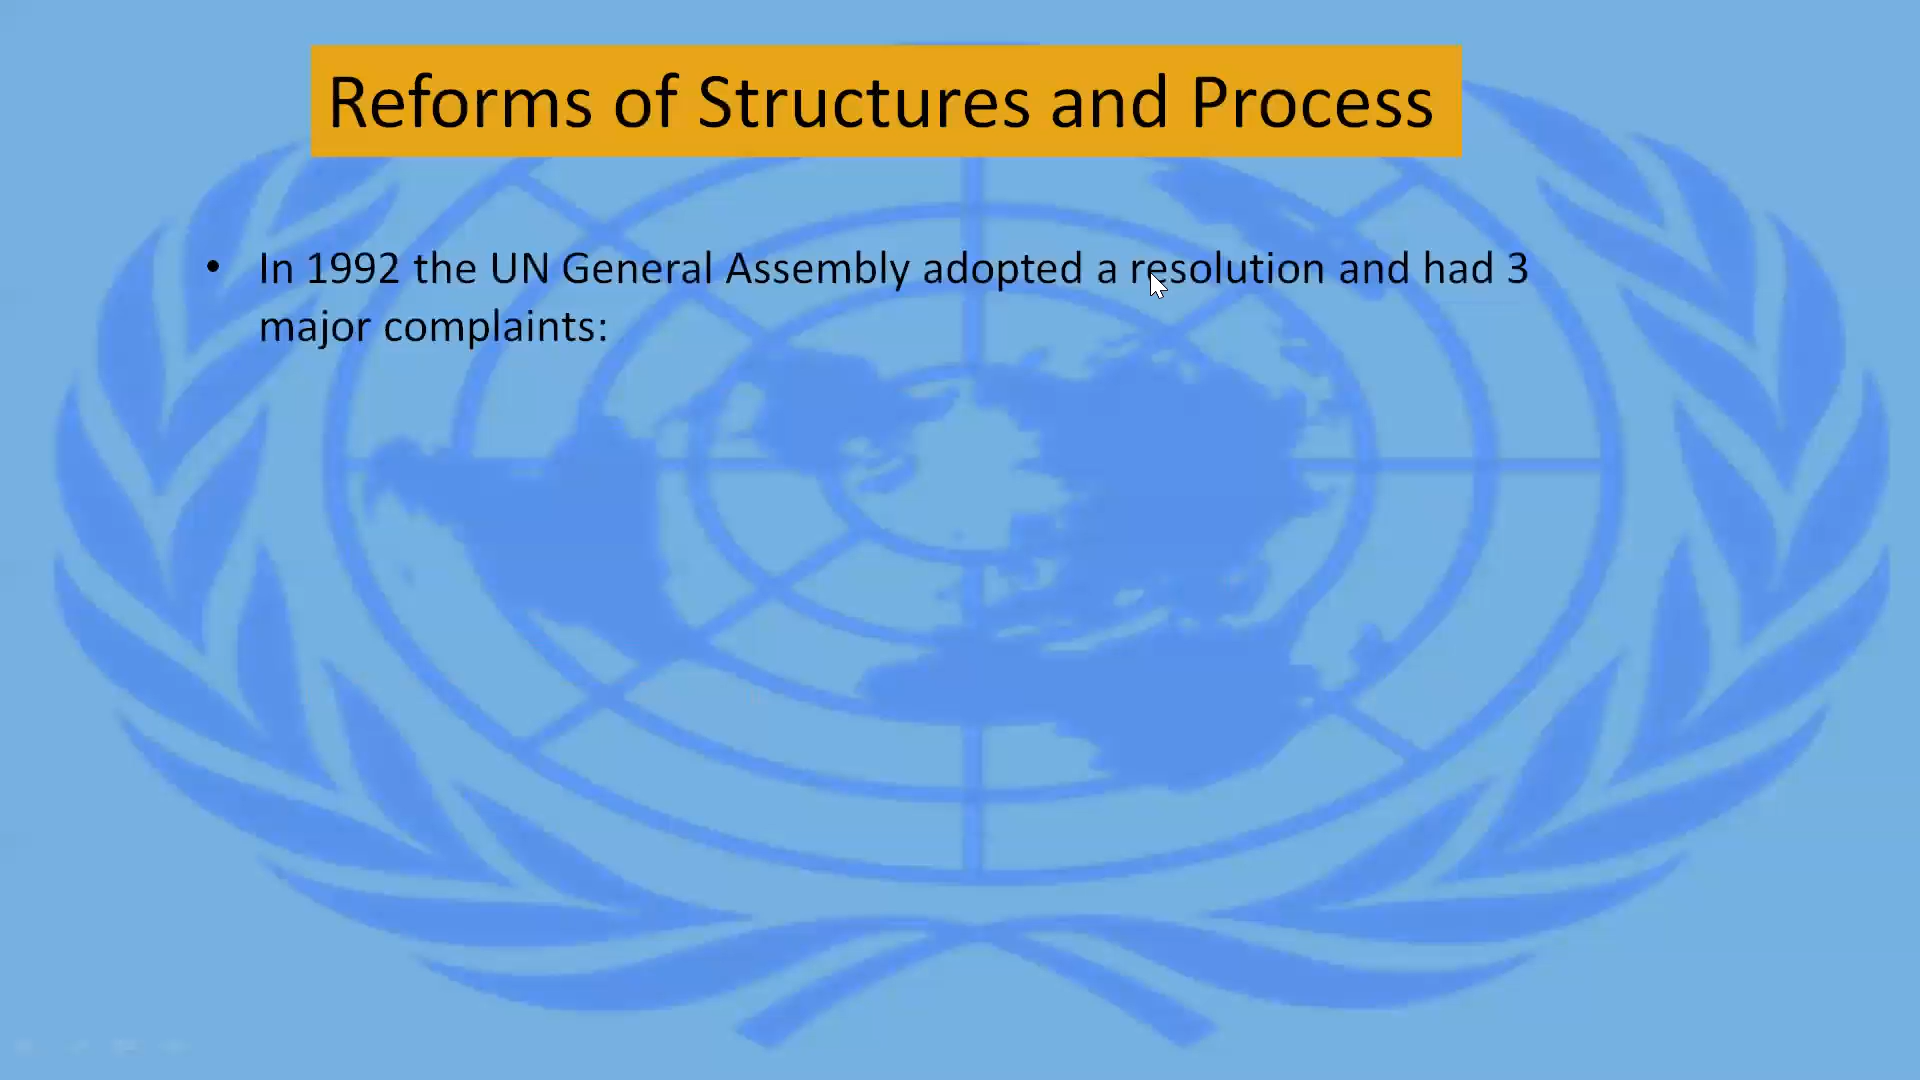 Reforms of Structures and Process
• In 1992 the UN General Assembly adopted a resolution and had 3
major complaints: